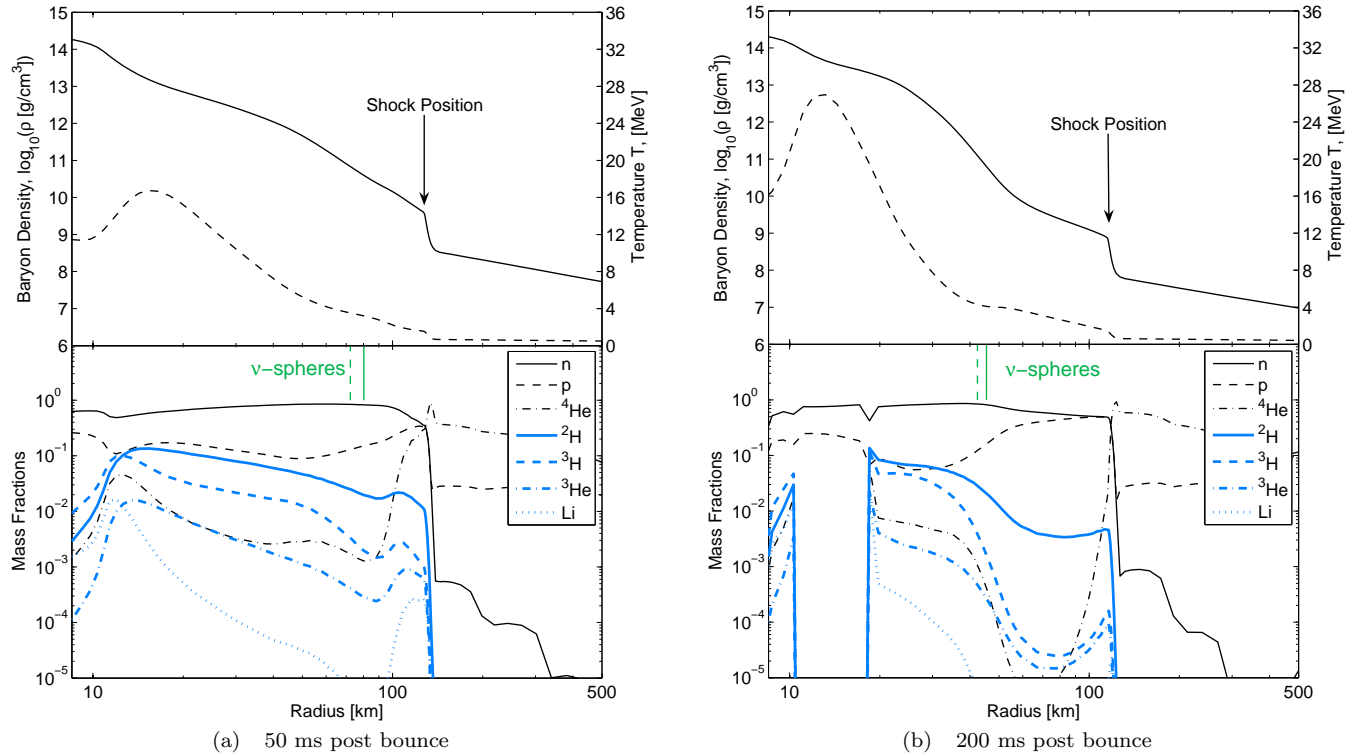 15
14
13
12
11
10
9
8
7
6
Baryon Density, log10(ρ [g/cm³])
36
32
28
24
20
16
12
8
4
0
Temperature T, [MeV]
Shock Position
ν−spheres
n
p
⁴He
²H
³H
³He
Li
10⁰
10⁻¹
10⁻²
10⁻³
10⁻⁴
10⁻⁵
Mass Fractions
10
100
500
Radius [km]
(a) 50 ms post bounce
15
14
13
12
11
10
9
8
7
6
Baryon Density, log10(ρ [g/cm³])
36
32
28
24
20
16
12
8
4
0
Temperature T, [MeV]
Shock Position
ν−spheres
n
p
⁴He
²H
³H
³He
Li
10⁰
10⁻¹
10⁻²
10⁻³
10⁻⁴
10⁻⁵
Mass Fractions
10
100
500
Radius [km]
(b) 200 ms post bounce